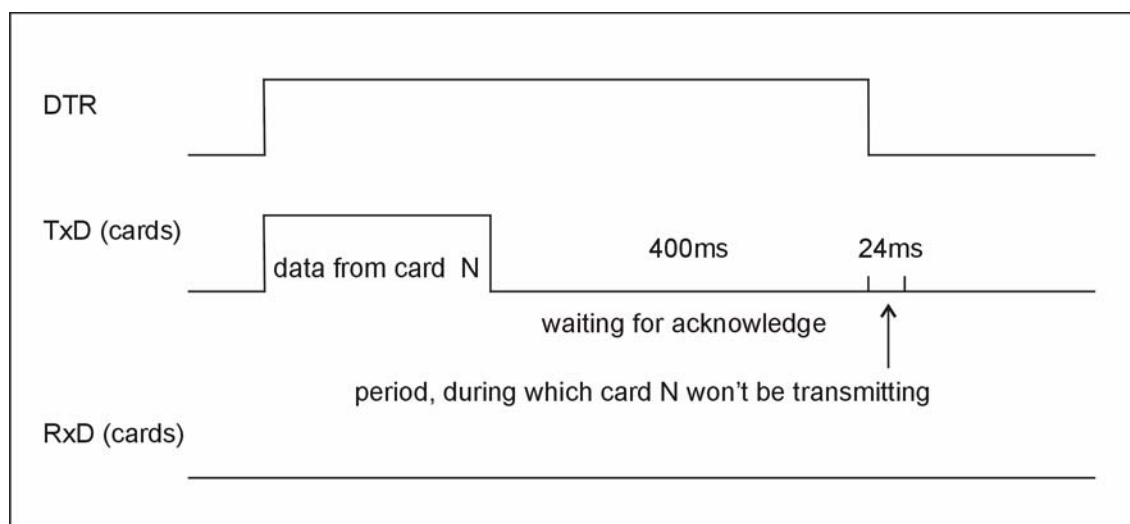 DTR
TxD (cards)
data from card N
400ms
24ms
waiting for acknowledge
period, during which card N won't be transmitting
RxD (cards)